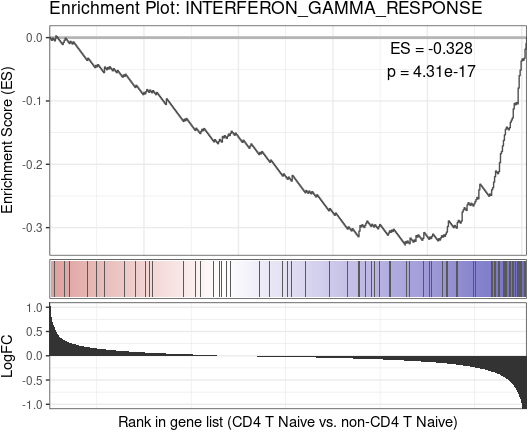 Enrichment Plot: INTERFERON_GAMMA_RESPONSE
ES = -0.328
p = 4.31e-17
Enrichment Score (ES)
0.0
-0.1
-0.2
-0.3
LogFC
1.0
0.5
0.0
-0.5
-1.0
Rank in gene list (CD4 T Naive vs. non-CD4 T Naive)